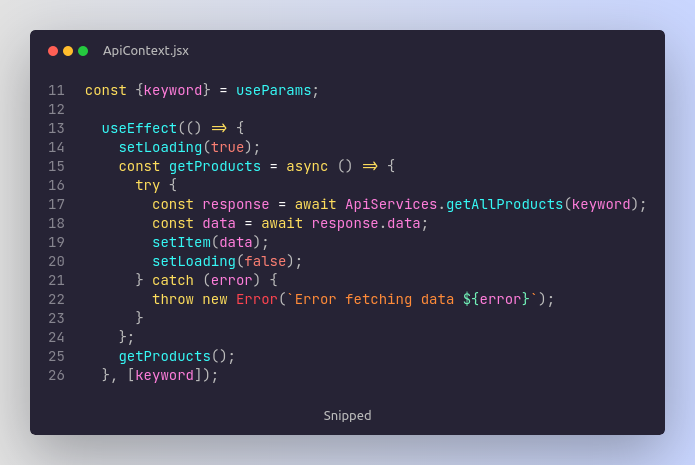 ApiContext.jsx
11 const {keyword} = useParams;
12
13   useEffect(() => {
14     setLoading(true);
15     const getProducts = async () => {
16       try {
17         const response = await ApiServices.getAllProducts(keyword);
18         const data = await response.data;
19         setItem(data);
20         setLoading(false);
21       } catch (error) {
22         throw new Error(`Error fetching data ${error}`);
23       }
24     };
25     getProducts();
26   }, [keyword]);
Snipped